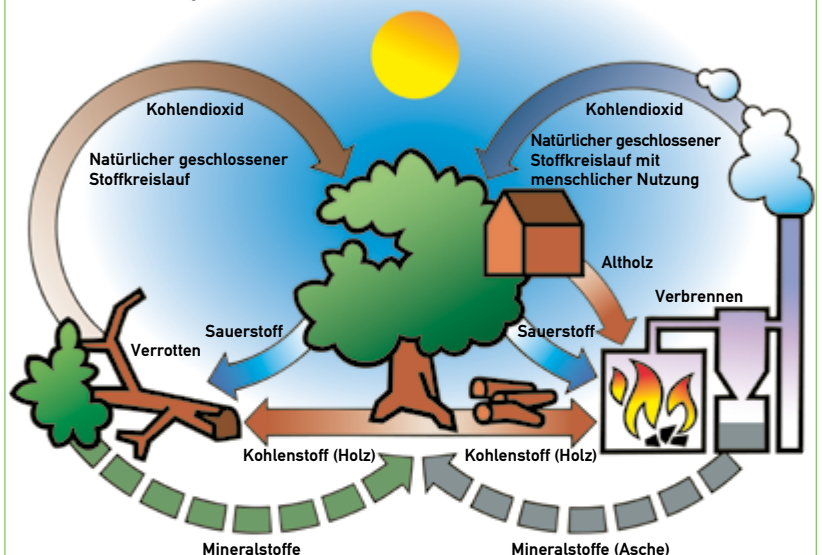 Kohlendioxid
Natürlicher geschlossener
Stoffkreislauf
Kohlendioxid
Natürlicher geschlossener
Stoffkreislauf mit
menschlicher Nutzung
Altholz
Verbrennen
Sauerstoff
Verrotten
Sauerstoff
Kohlenstoff (Holz)
Kohlenstoff (Holz)
Mineralstoffe
Mineralstoffe (Asche)